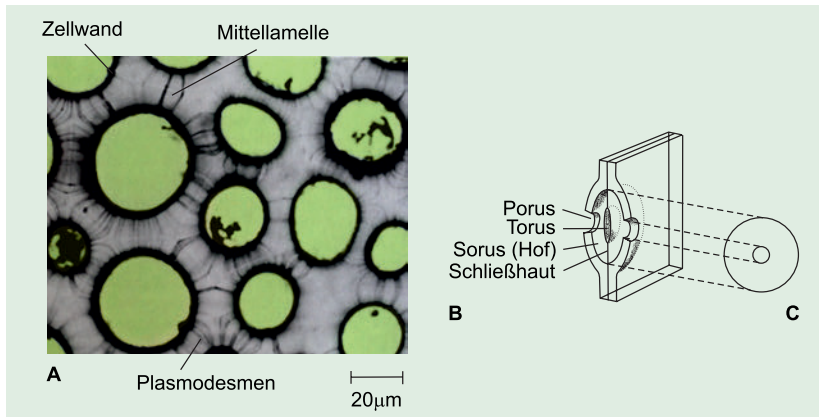 Zellwand
Mittellamelle
Porus
Torus
Sorus (Hof)
Schließhaut
B
C
A
Plasmodesmen
20μm